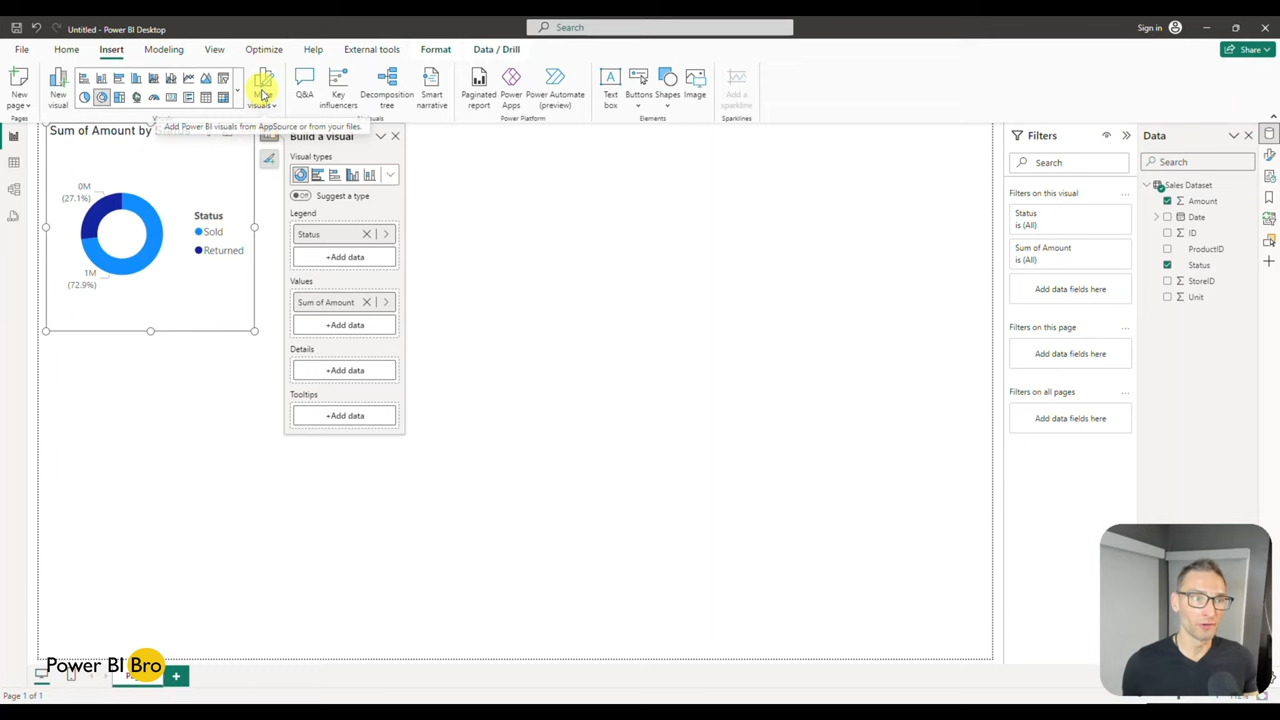 Untitled - Power BI Desktop
Search
Sign in
File
Home
Insert
Modeling
View
Optimize
Help
External tools
Format
Data / Drill
Share
New page
New visual
More visuals
Q&A
Key influencers
Decomposition tree
Smart narrative
Paginated report
Power Apps
Power Automate (preview)
Text box
Buttons
Shapes
Image
Add a sparkline
Pages
Power Platform
Elements
Sparklines
Add Power BI visuals from AppSource or from your files.
Sum of Amount by
0M
(27.1%)
1M
(72.9%)
Status
Sold
Returned
Build a visual
Visual types
Off
Suggest a type
Legend
Status
+Add data
Values
Sum of Amount
+Add data
Details
+Add data
Tooltips
+Add data
Filters
Search
Filters on this visual
Status
is (All)
Sum of Amount
is (All)
Add data fields here
Filters on this page
Add data fields here
Filters on all pages
Add data fields here
Data
Search
Sales Dataset
Amount
Date
ID
ProductID
Status
StoreID
Unit
Power BI Bro
Page 1 of 1